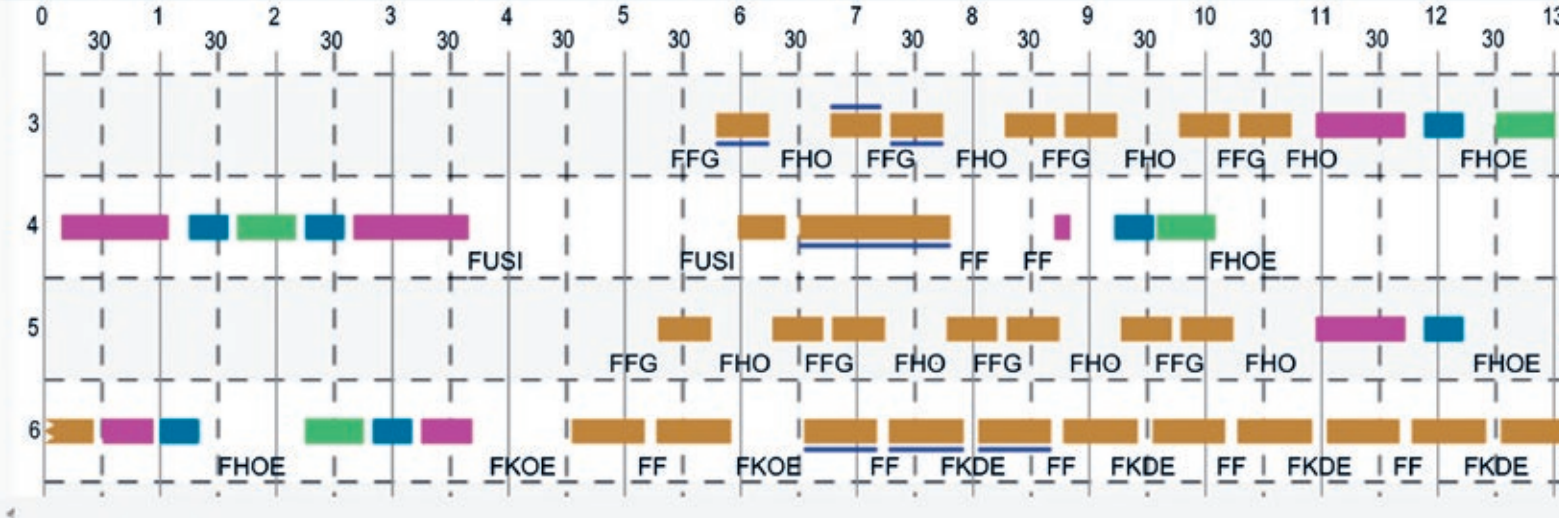 0 1 2 3 4 5 6 7 8 9 10 11 12 13
30 30 30 30 30 30 30 30 30 30 30 30 30
3
FFG FHO FFG FHO FFG FHO FFG FHO FHOE
4
FUSI FUSI FF FF FHOE
5
FFG FHO FFG FHO FFG FHO FFG FHO FHOE
6
FHOE FKOE FF FKOE FF FKDE FF FKDE FF FKDE FF FKDE